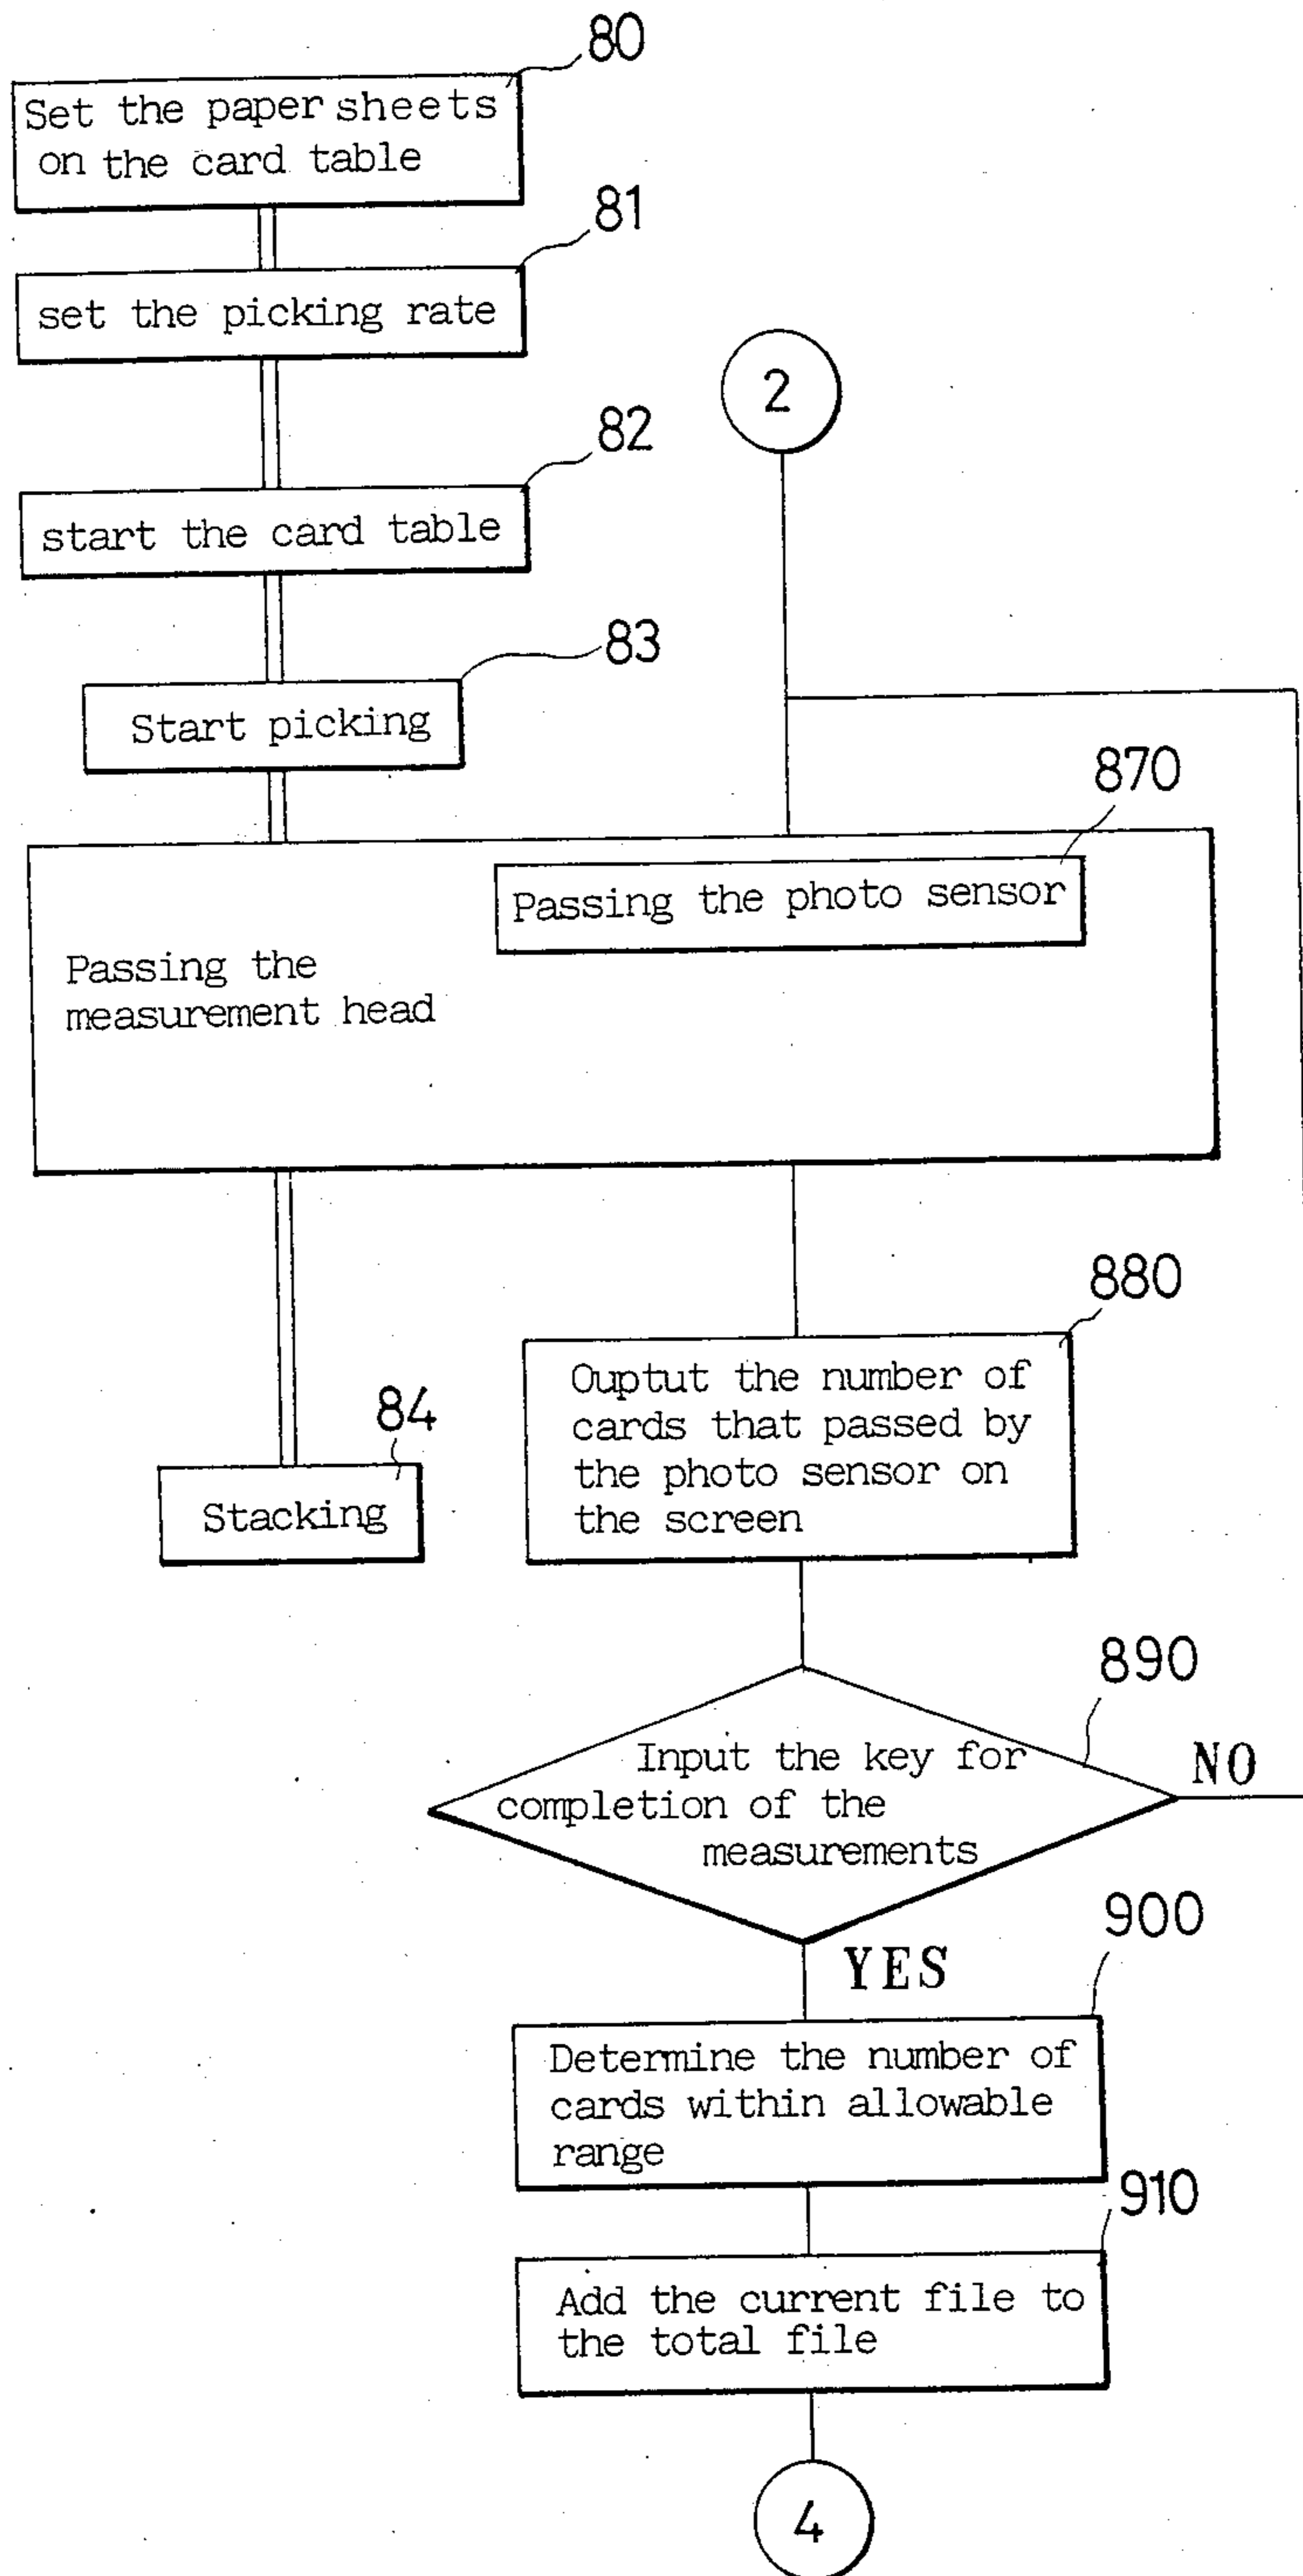 80
Set the paper sheets
on the card table
81
set the picking rate
2
82
start the card table
83
Start picking
870
Passing the photo sensor
Passing the
measurement head
880
Ouptut the number of
cards that passed by
the photo sensor on
the screen
84
Stacking
890
Input the key for
completion of the
measurements
NO
YES
900
Determine the number of
cards within allowable
range
910
Add the current file to
the total file
4